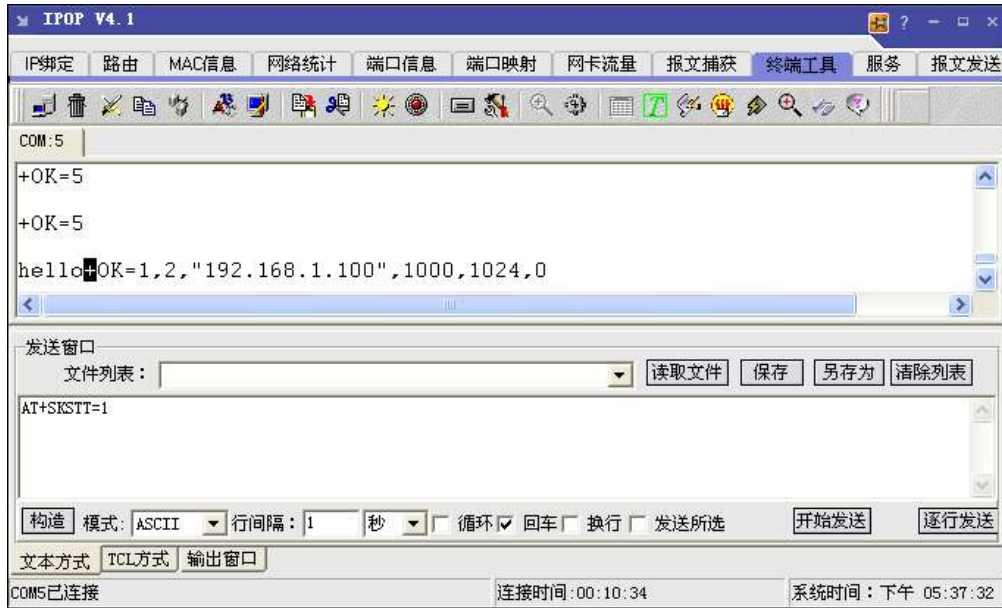 IPOP V4.1
IP绑定 路由 MAC信息 网络统计 端口信息 端口映射 网卡流量 报文捕获 终端工具 服务 报文发送
COM:5
+OK=5
+OK=5
hello+OK=1,2,"192.168.1.100",1000,1024,0
发送窗口
文件列表： 读取文件 保存 另存为 清除列表
AT+SKSTT=1
构造 模式: ASCII 行间隔：1 秒 循环 回车 换行 发送所选 开始发送 逐行发送
文本方式 TCL方式 输出窗口
COM5已连接 连接时间:00:10:34 系统时间：下午 05:37:32